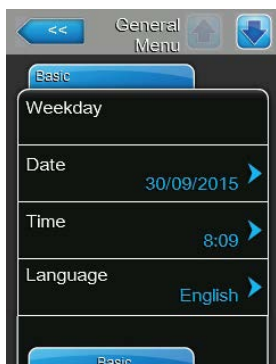 <<
General
Menu
Basic
Weekday
Date
30/09/2015
Time
8:09
Language
English
Basic